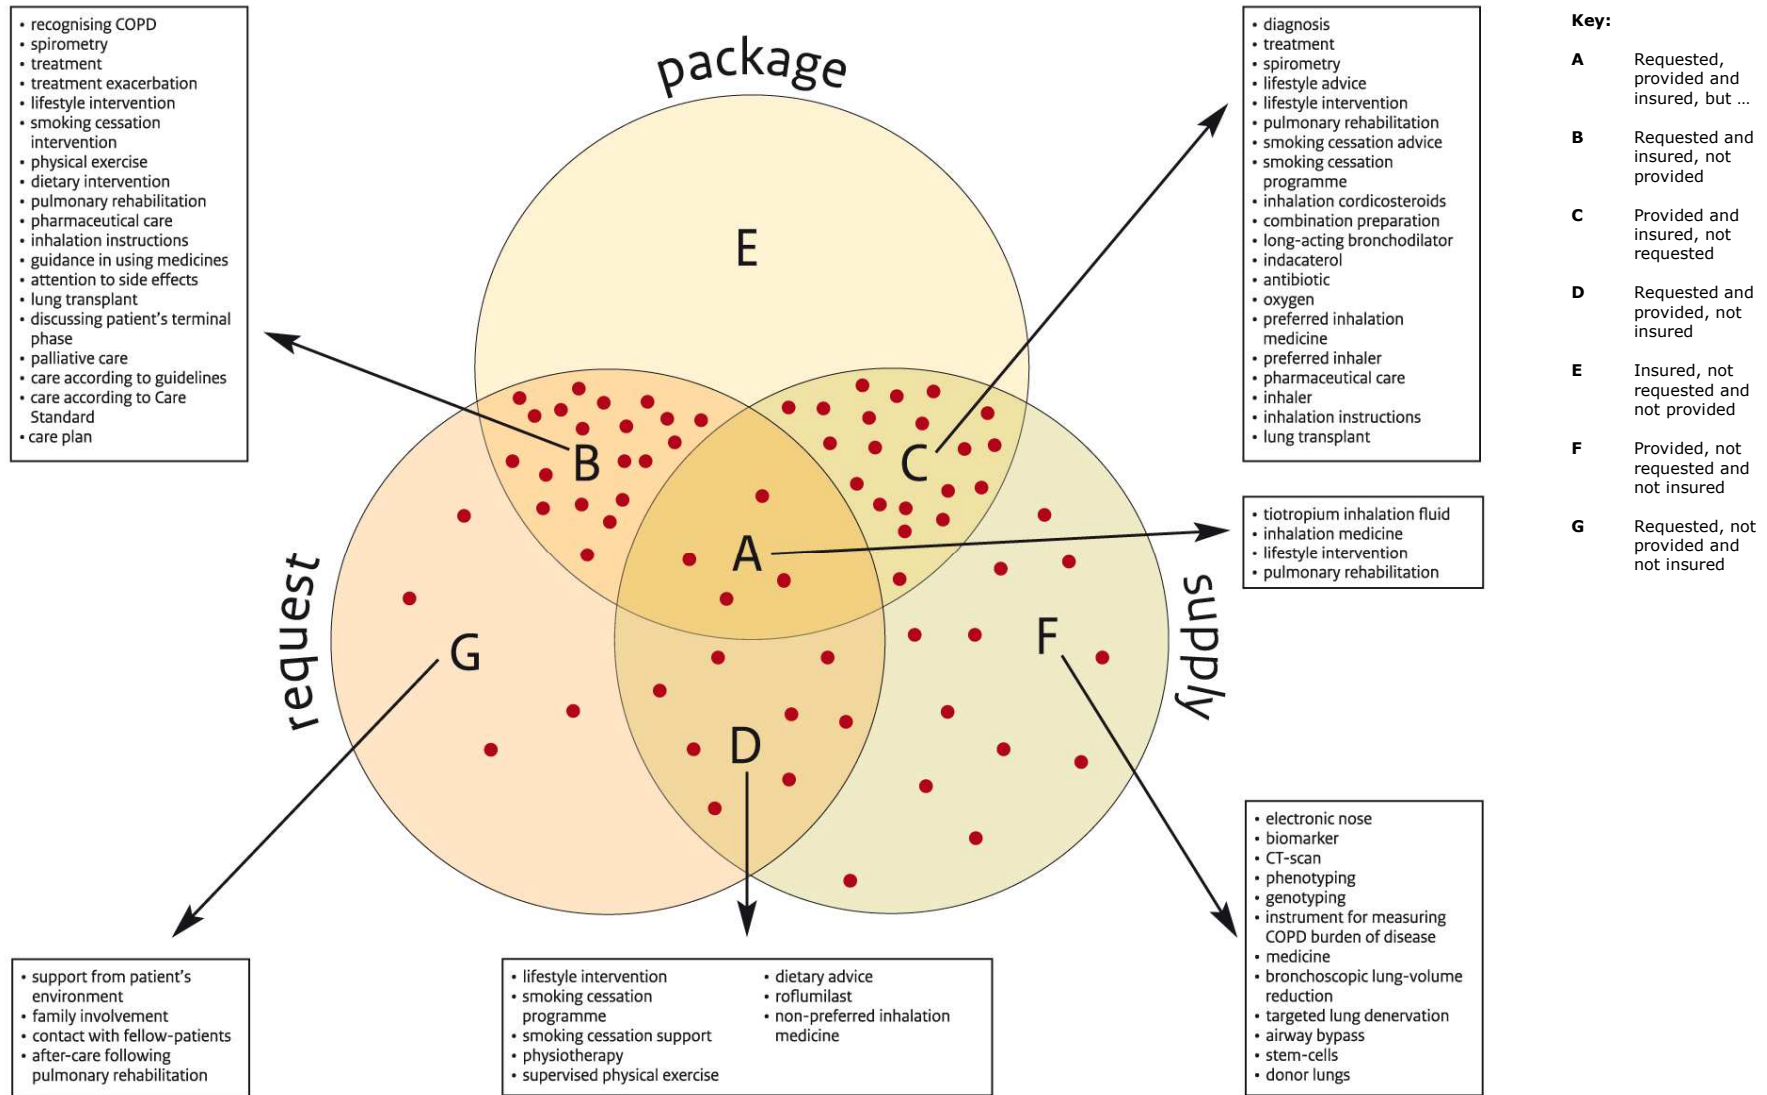 • recognising COPD
• spirometry
• treatment
• treatment exacerbation
• lifestyle intervention
• smoking cessation
intervention
• physical exercise
• dietary intervention
• pulmonary rehabilitation
• pharmaceutical care
• inhalation instructions
• guidance in using medicines
• attention to side effects
• lung transplant
• discussing patient's terminal
phase
• palliative care
• care according to guidelines
• care according to Care
Standard
• care plan
package
E
B
C
A
G
F
D
request
supply
• diagnosis
• treatment
• spirometry
• lifestyle advice
• lifestyle intervention
• pulmonary rehabilitation
• smoking cessation advice
• smoking cessation
programme
• inhalation cordicosteroids
• combination preparation
• long-acting bronchodilator
• indacaterol
• antibiotic
• oxygen
• preferred inhalation
medicine
• preferred inhaler
• pharmaceutical care
• inhaler
• inhalation instructions
• lung transplant
• tiotropium inhalation fluid
• inhalation medicine
• lifestyle intervention
• pulmonary rehabilitation
• electronic nose
• biomarker
• CT-scan
• phenotyping
• genotyping
• instrument for measuring
COPD burden of disease
• medicine
• bronchoscopic lung-volume
reduction
• targeted lung denervation
• airway bypass
• stem-cells
• donor lungs
• support from patient's
environment
• family involvement
• contact with fellow-patients
• after-care following
pulmonary rehabilitation
• lifestyle intervention
• smoking cessation
programme
• smoking cessation support
• physiotherapy
• supervised physical exercise
• dietary advice
• roflumilast
• non-preferred inhalation
medicine
Key:
A Requested,
provided and
insured, but ...
B Requested and
insured, not
provided
C Provided and
insured, not
requested
D Requested and
provided, not
insured
E Insured, not
requested and
not provided
F Provided, not
requested and
not insured
G Requested, not
provided and
not insured